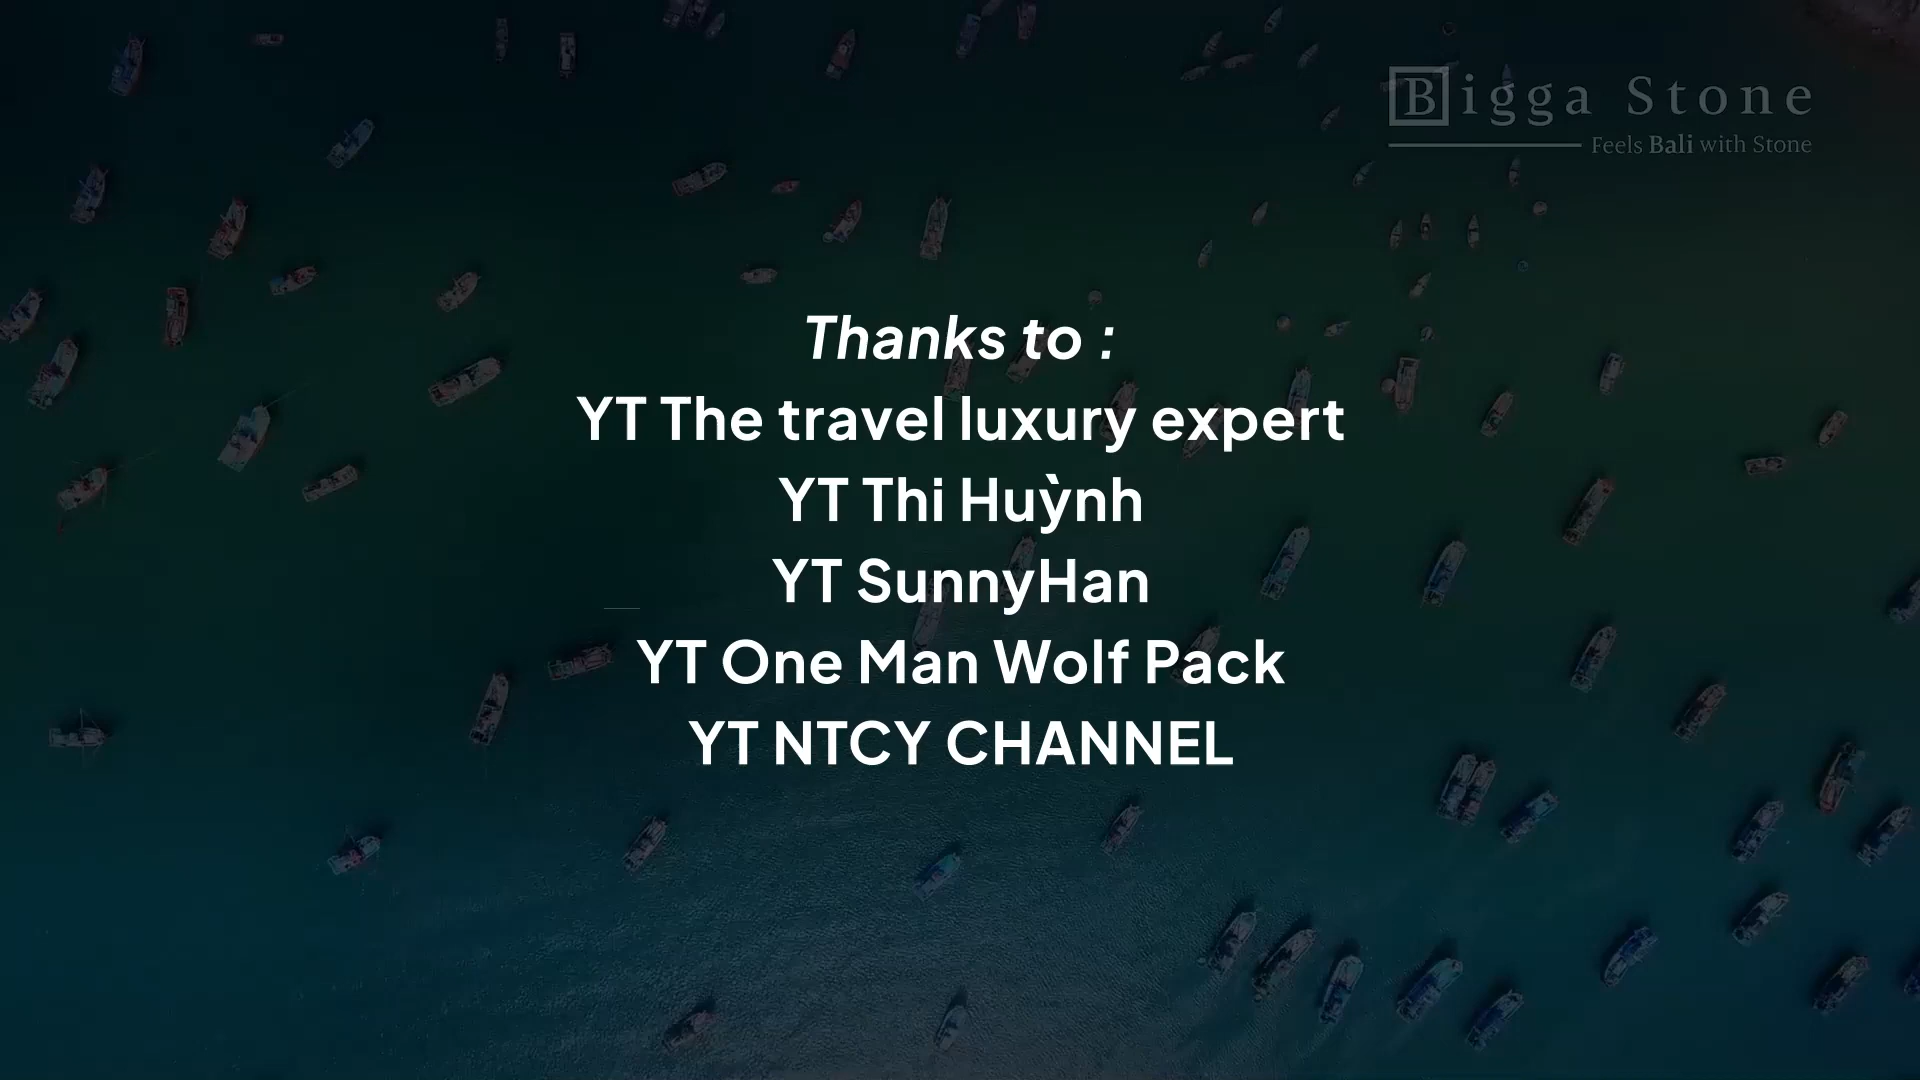 Bigga Stone
Feels Bali with Stone
Thanks to :
YT The travel luxury expert
YT Thi Huỳnh
YT SunnyHan
YT One Man Wolf Pack
YT NTCY CHANNEL